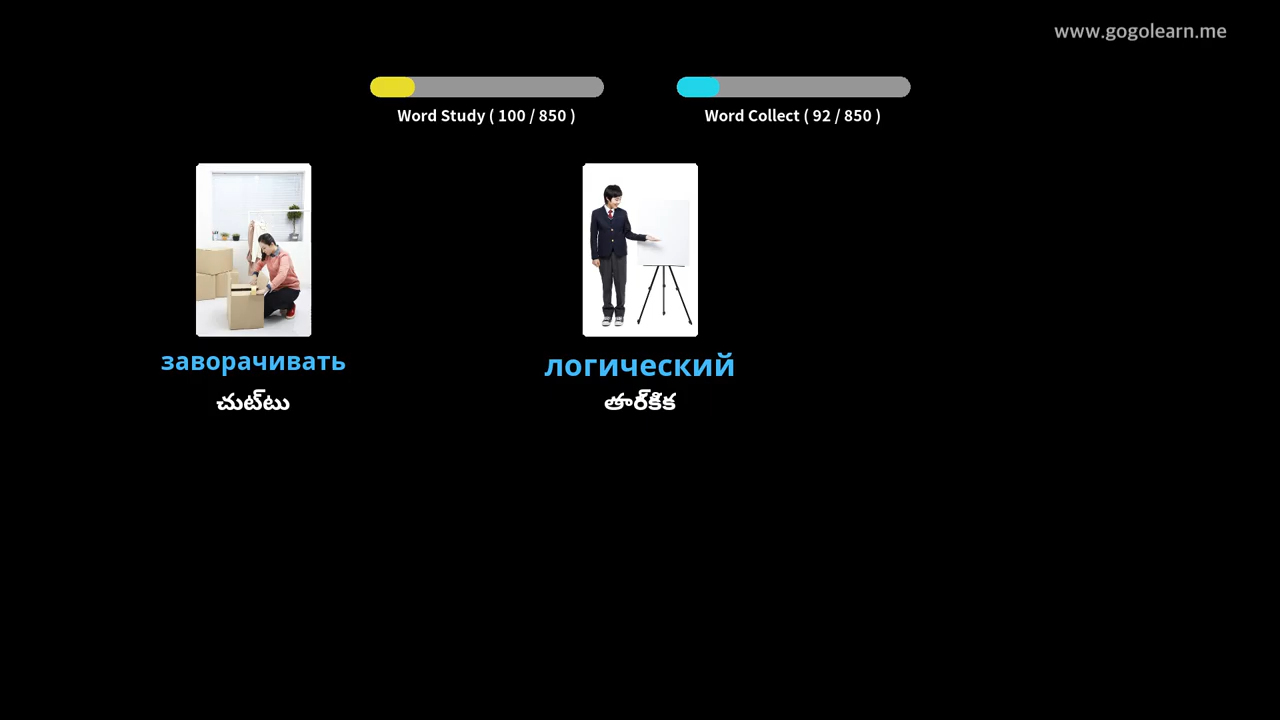 www.gogolearn.me
Word Study ( 100 / 850 )
Word Collect ( 92 / 850 )
заворачивать
చుట్టు
логический
తార్కిక